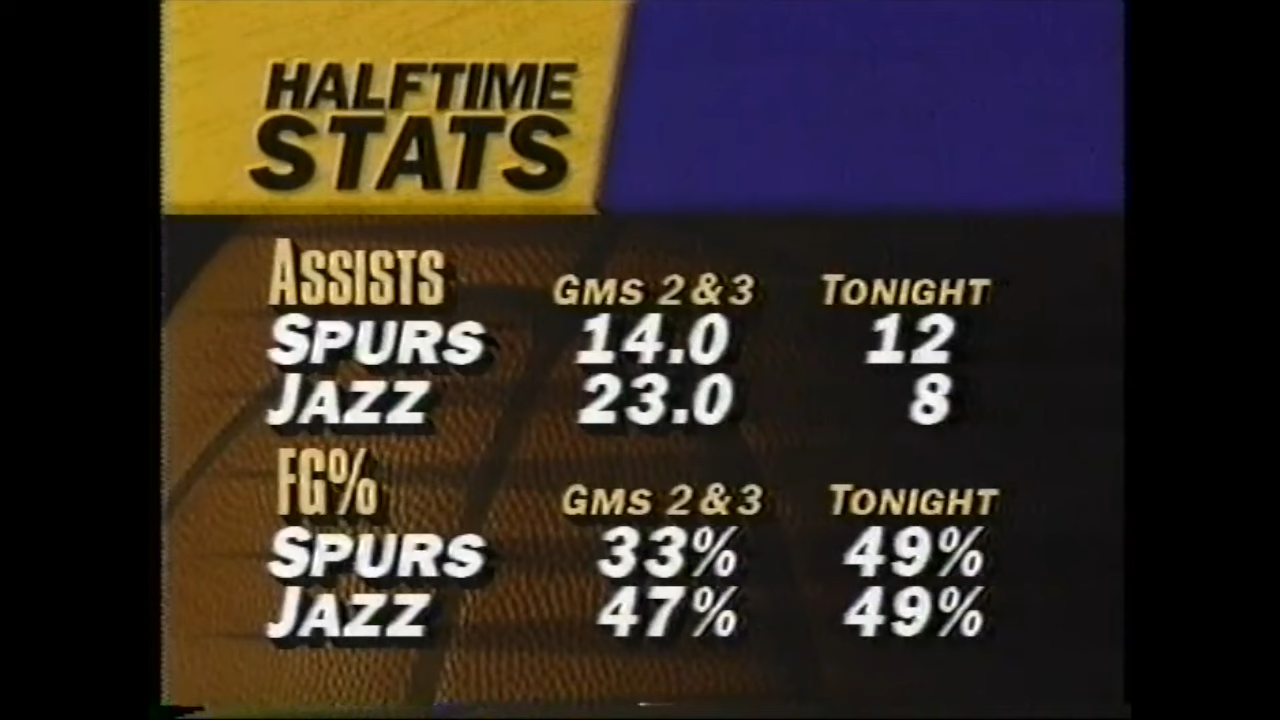 HALFTIME
STATS
ASSISTS GMS 2 & 3 TONIGHT
SPURS 14.0 12
JAZZ 23.0 8
FG% GMS 2 & 3 TONIGHT
SPURS 33% 49%
JAZZ 47% 49%